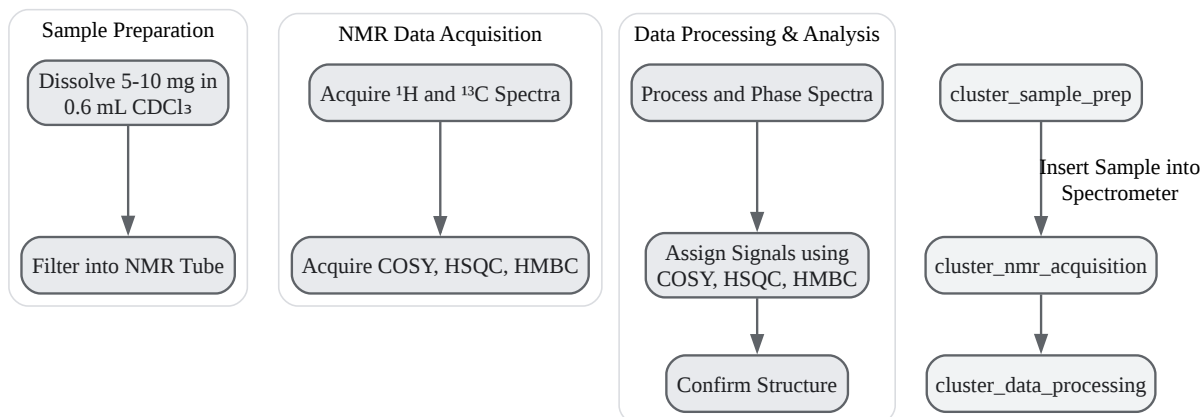 Sample Preparation
Dissolve 5-10 mg in
0.6 mL CDCl₃
Filter into NMR Tube
NMR Data Acquisition
Acquire ¹H and ¹³C Spectra
Acquire COSY, HSQC, HMBC
Data Processing & Analysis
Process and Phase Spectra
Assign Signals using
COSY, HSQC, HMBC
Confirm Structure
cluster_sample_prep
Insert Sample into
Spectrometer
cluster_nmr_acquisition
cluster_data_processing